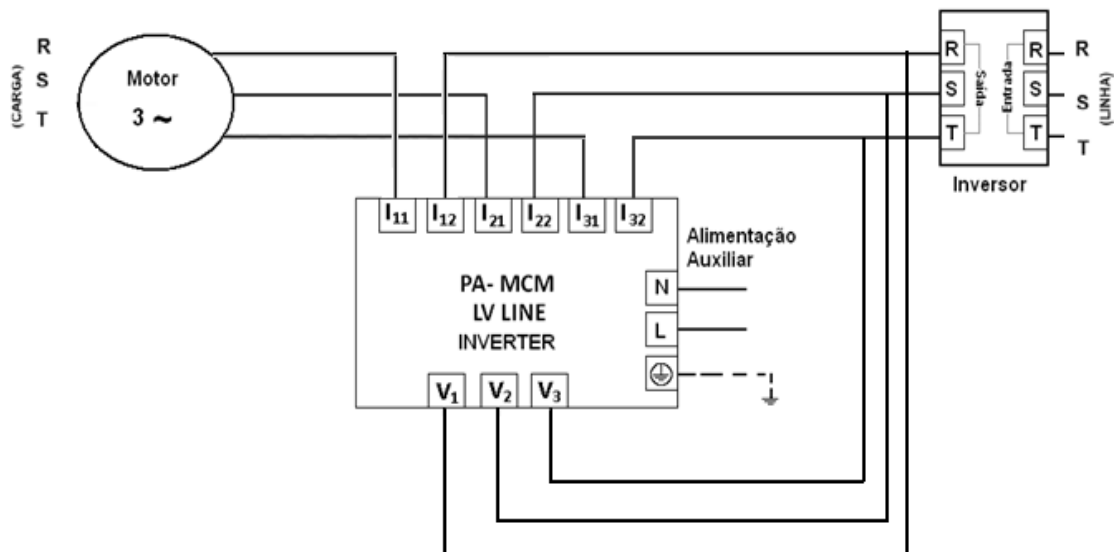 R
S
T
(CARGA)
Motor
3 ~
I11
I12
I21
I22
I31
I32
PA- MCM
LV LINE
INVERTER
V1
V2
V3
Alimentação
Auxiliar
N
L
R
S
T
Saída
Entrada
R
S
T
R
S
T
(LINHA)
Inversor